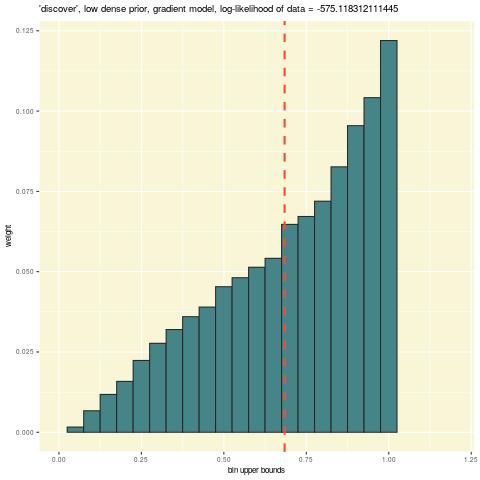 'discover', low dense prior, gradient model, log-likelihood of data = -575.118312111445
0.125
0.100
0.075
0.050
0.025
0.000
weight
0.00 0.25 0.50 0.75 1.00 1.25
bin upper bounds